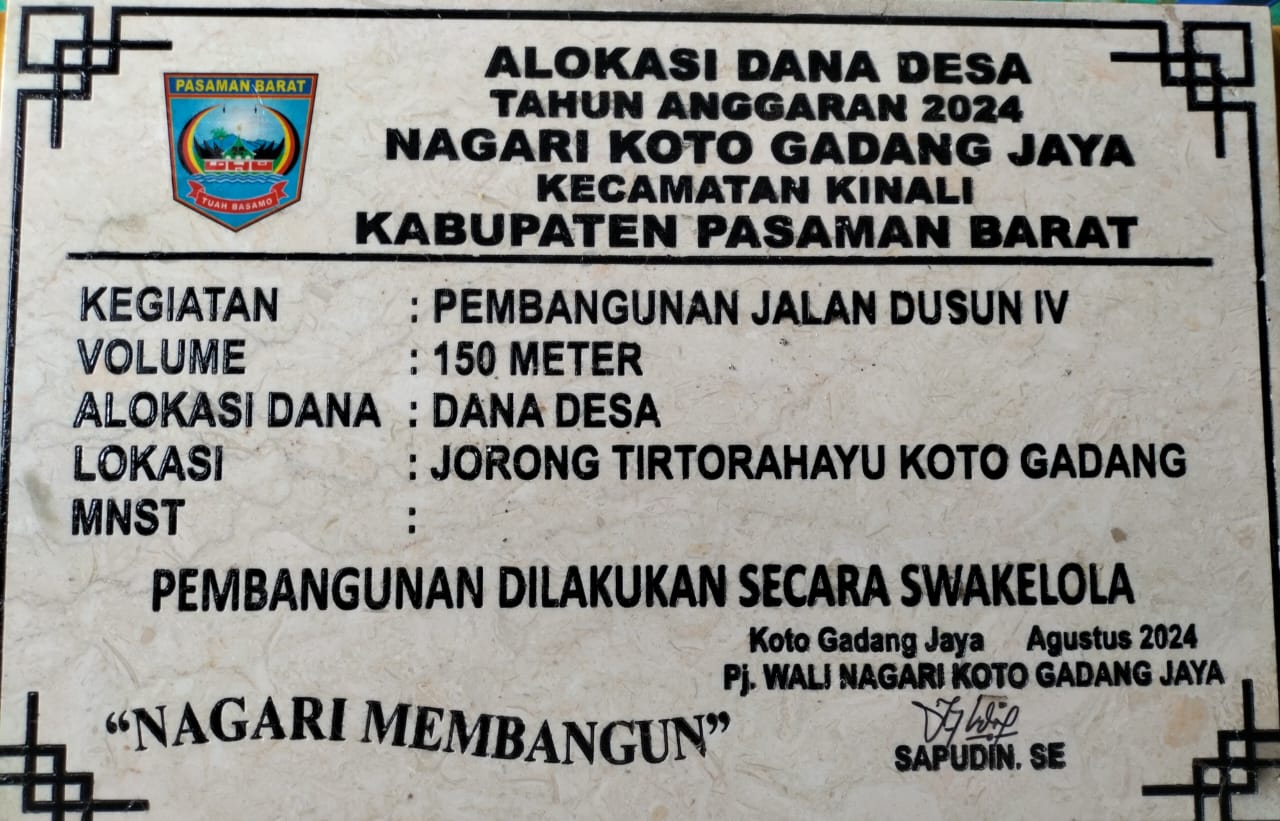 PASAMAN BARAT
TUAH BASAMO
ALOKASI DANA DESA
TAHUN ANGGARAN 2024
NAGARI KOTO GADANG JAYA
KECAMATAN KINALI
KABUPATEN PASAMAN BARAT
KEGIATAN : PEMBANGUNAN JALAN DUSUN IV
VOLUME : 150 METER
ALOKASI DANA : DANA DESA
LOKASI : JORONG TIRTORAHAYU KOTO GADANG
MNST :
PEMBANGUNAN DILAKUKAN SECARA SWAKELOLA
Koto Gadang Jaya Agustus 2024
Pj. WALI NAGARI KOTO GADANG JAYA
SAPUDIN. SE
“NAGARI MEMBANGUN”